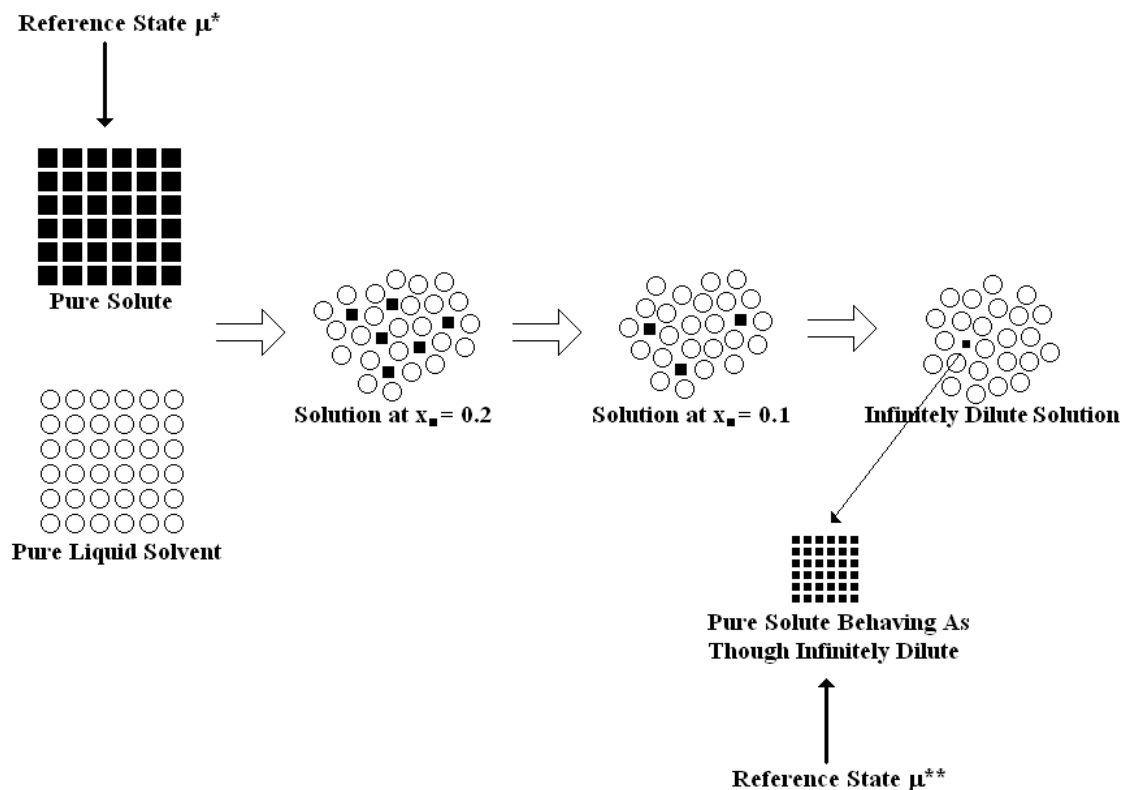 Reference State μ*
Pure Solute
Pure Liquid Solvent
Solution at x■ = 0.2
Solution at x■ = 0.1
Infinitely Dilute Solution
Pure Solute Behaving As
Though Infinitely Dilute
Reference State μ**